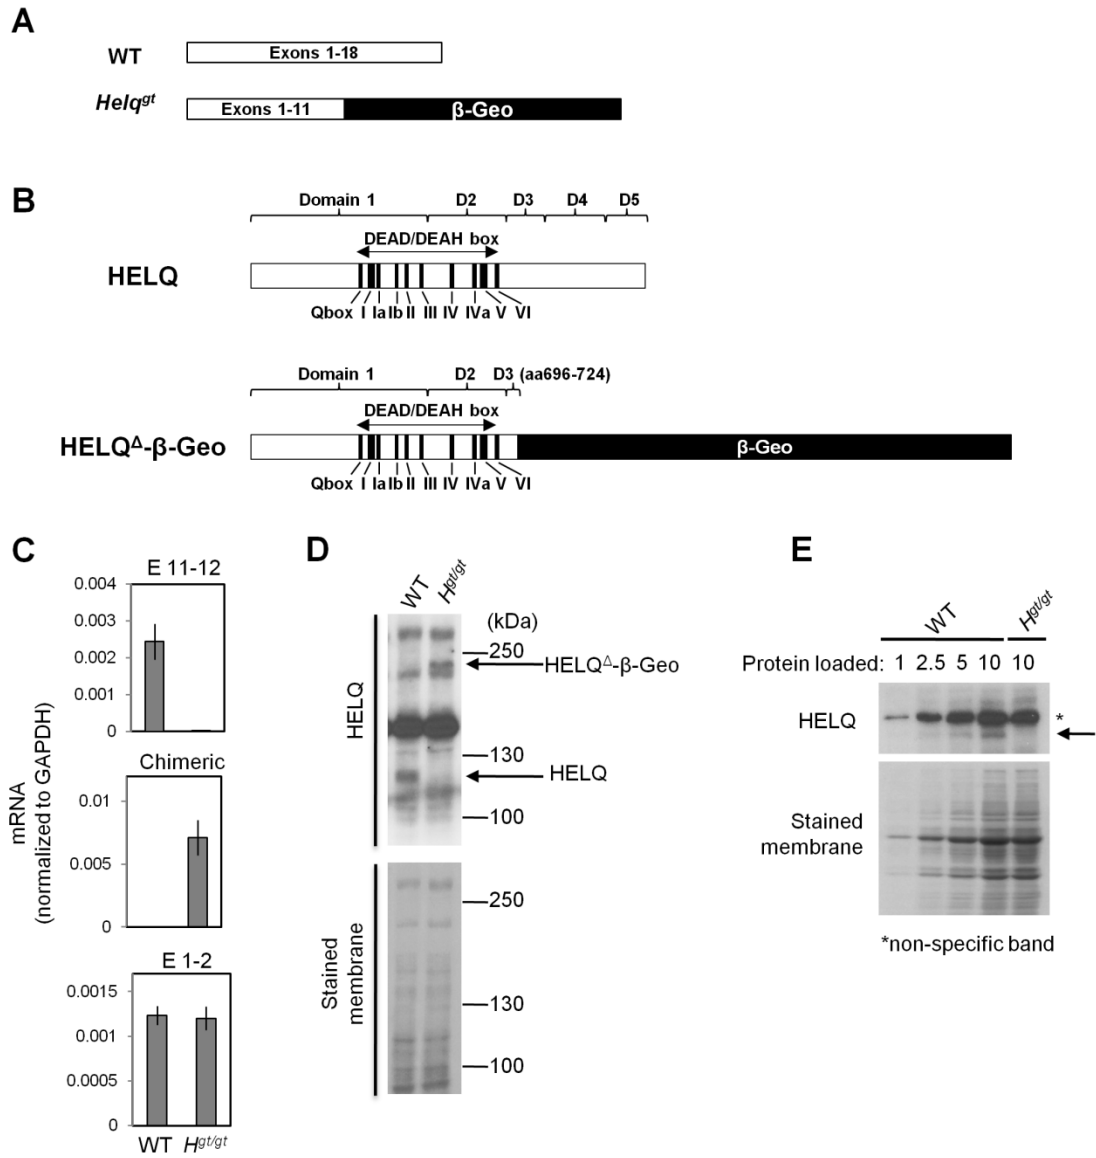 A
WT
Exons 1-18
Helq^gt
Exons 1-11
β-Geo
B
Domain 1 D2 D3 D4 D5
DEAD/DEAH box
HELQ
Qbox I Ia Ib II III IV IVa V VI
Domain 1 D2 D3 (aa696-724)
DEAD/DEAH box
HELQ^Δ-β-Geo
β-Geo
Qbox I Ia Ib II III IV IVa V VI
C
mRNA
(normalized to GAPDH)
E 11-12
0.004
0.003
0.002
0.001
0
Chimeric
0.01
0.005
0
E 1-2
0.0015
0.001
0.0005
0
WT H^gt/gt
D
WT H^gt/gt
(kDa)
250
HELQ^Δ-β-Geo
HELQ
130
HELQ
100
Stained
membrane
250
130
100
E
WT H^gt/gt
Protein loaded: 1 2.5 5 10 10
HELQ
*
Stained
membrane
*non-specific band